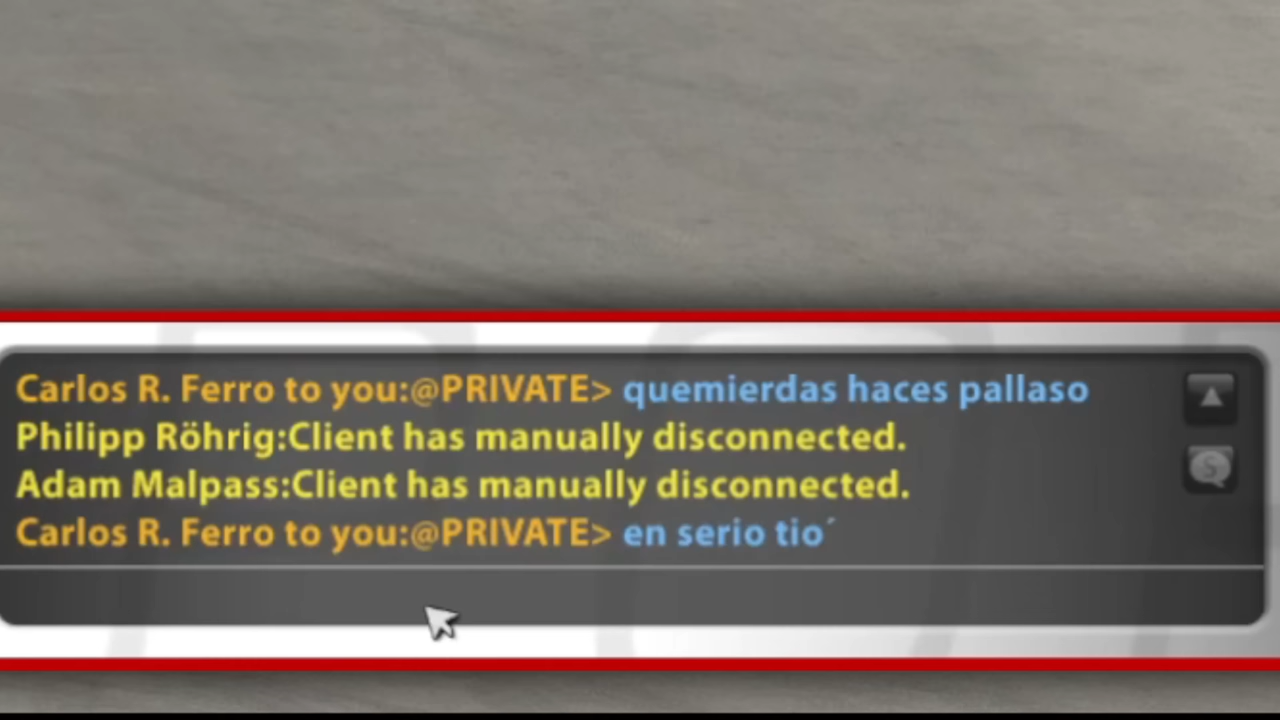 Carlos R. Ferro to you:@PRIVATE> quemierdas haces pallaso
Philipp Röhrig:Client has manually disconnected.
Adam Malpass:Client has manually disconnected.
Carlos R. Ferro to you:@PRIVATE> en serio tio´
S